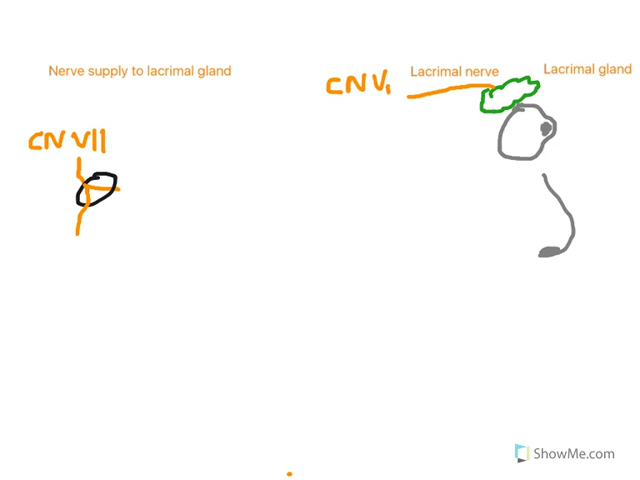 Nerve supply to lacrimal gland
CN V₁
Lacrimal nerve
Lacrimal gland
CN VII
ShowMe.com